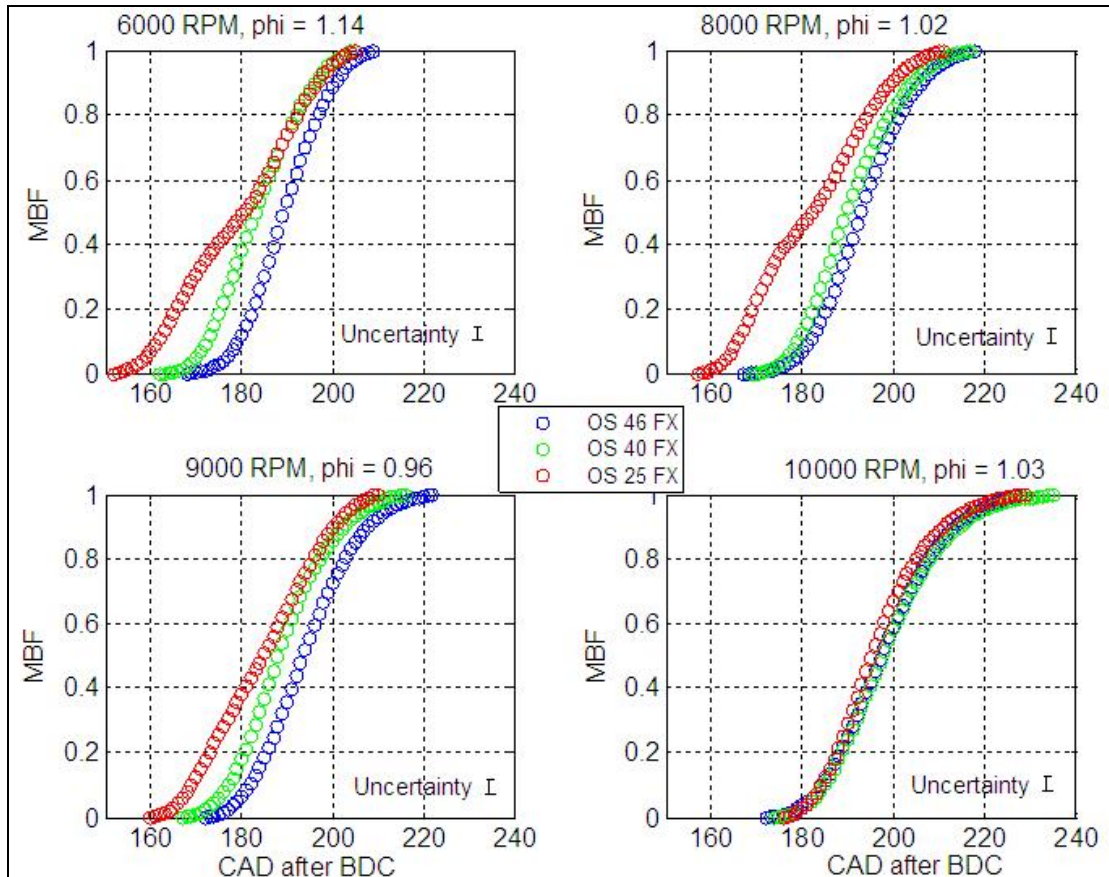 6000 RPM, phi = 1.14
1
0.8
0.6
0.4
0.2
0
MBF
160 180 200 220 240
Uncertainty I
8000 RPM, phi = 1.02
1
0.8
0.6
0.4
0.2
0
MBF
160 180 200 220 240
Uncertainty I
OS 46 FX
OS 40 FX
OS 25 FX
9000 RPM, phi = 0.96
1
0.8
0.6
0.4
0.2
0
MBF
160 180 200 220 240
CAD after BDC
Uncertainty I
10000 RPM, phi = 1.03
1
0.8
0.6
0.4
0.2
0
MBF
160 180 200 220 240
CAD after BDC
Uncertainty I